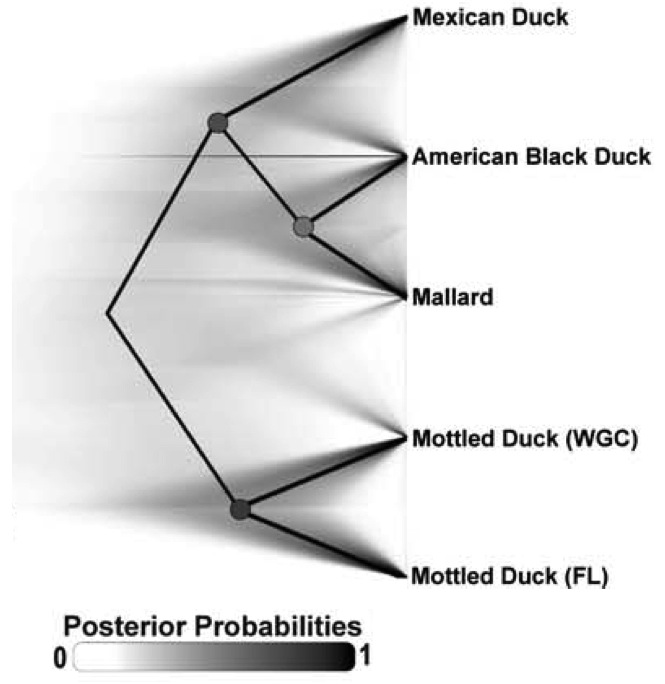 Mexican Duck
American Black Duck
Mallard
Mottled Duck (WGC)
Mottled Duck (FL)
Posterior Probabilities
0 1